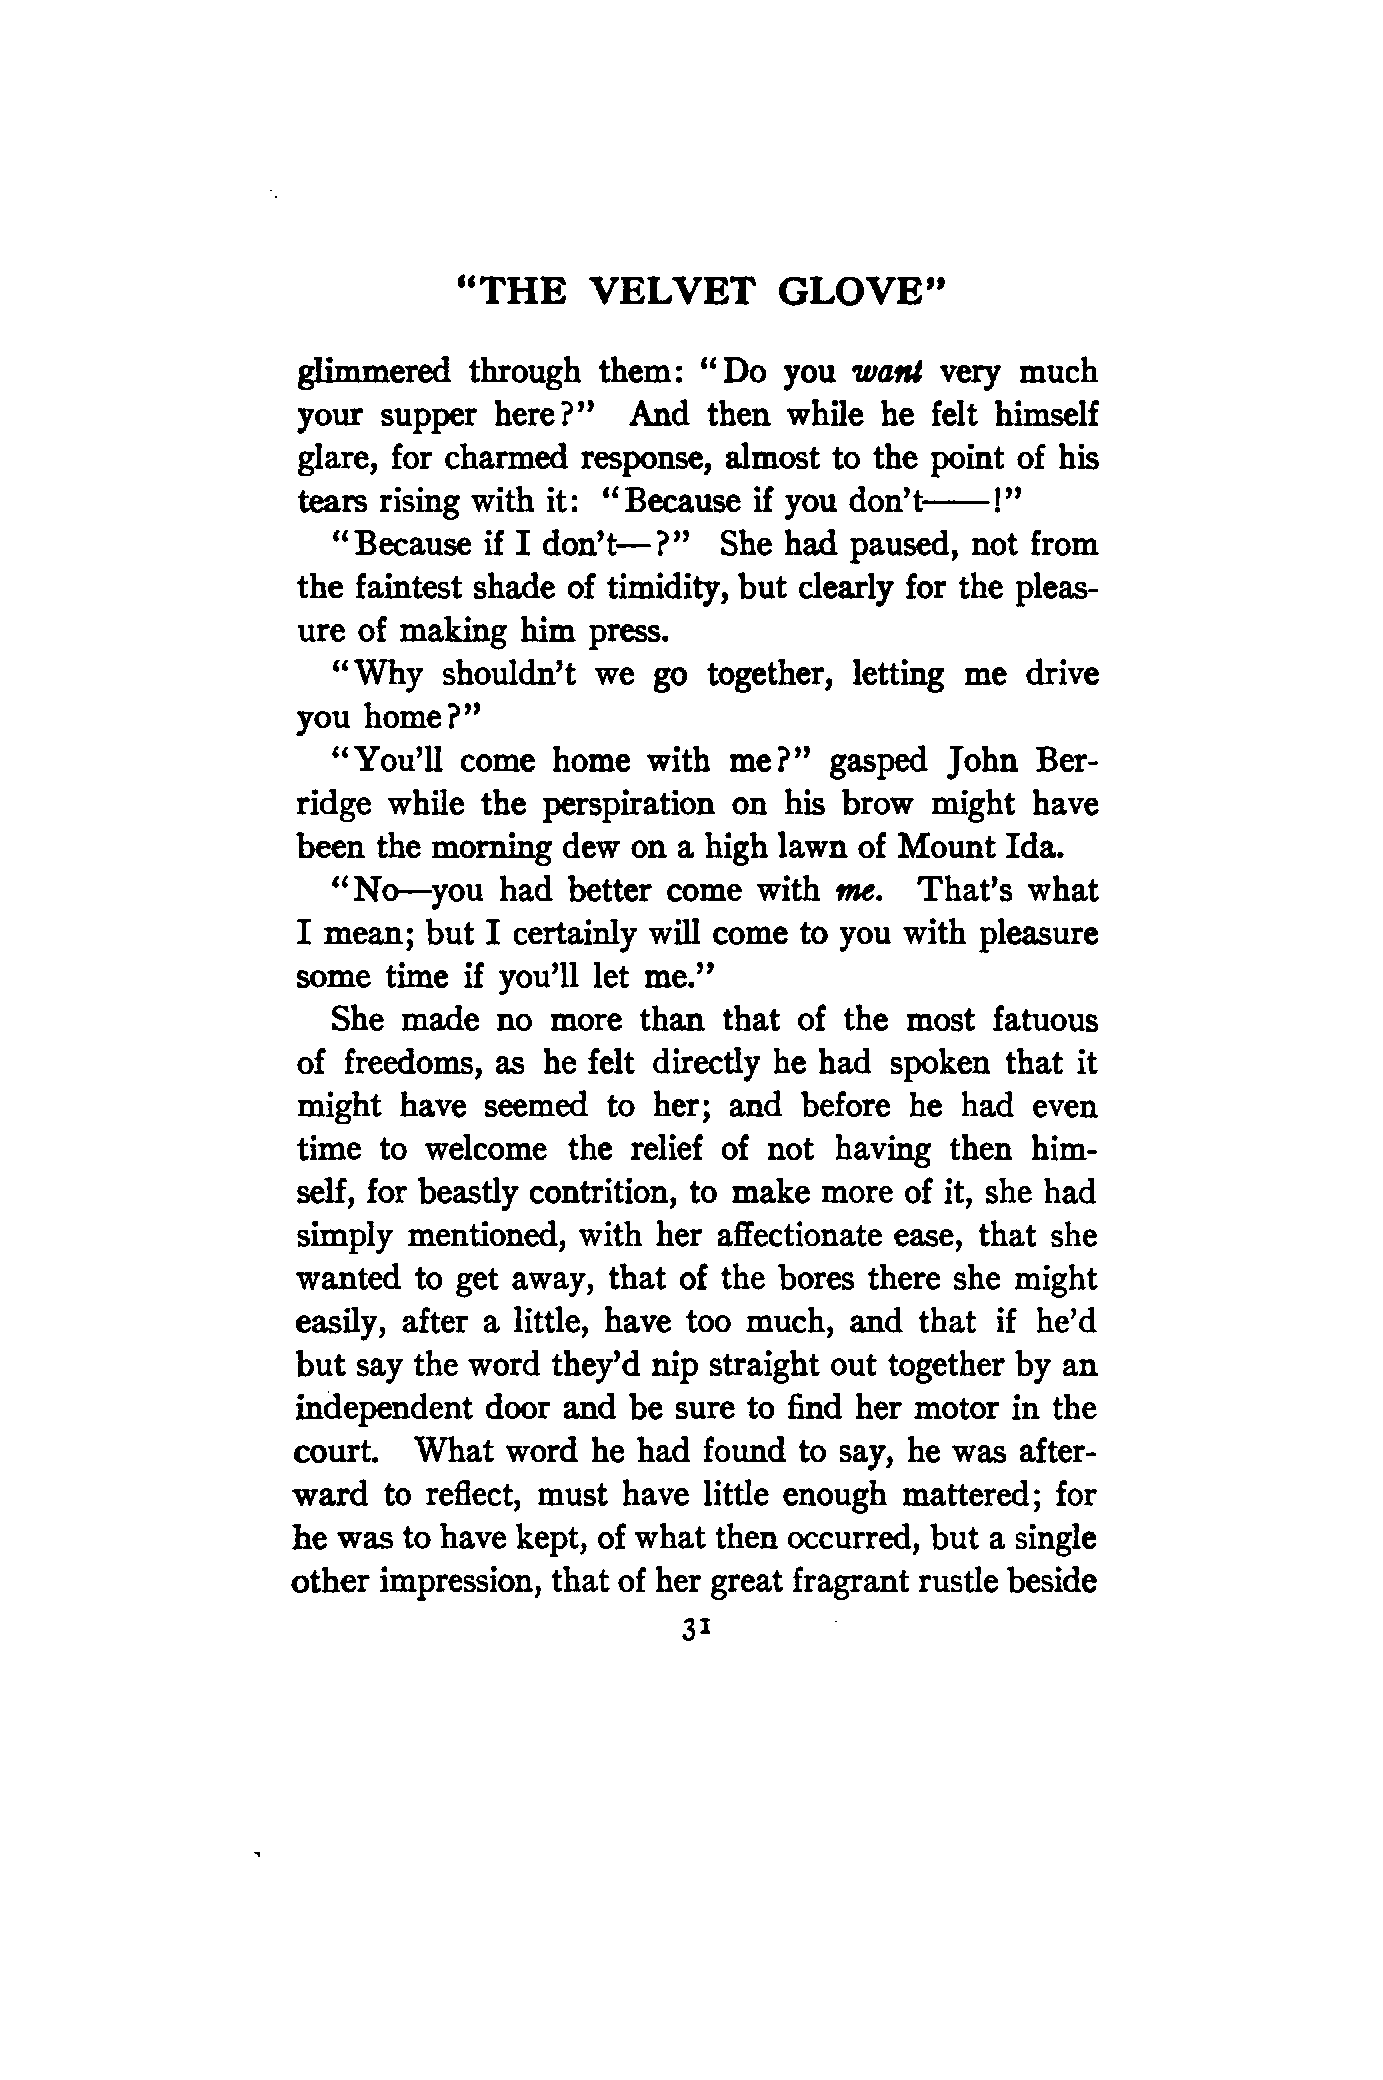 “THE VELVET GLOVE”
glimmered through them: “Do you want very much
your supper here?” And then while he felt himself
glare, for charmed response, almost to the point of his
tears rising with it: “Because if you don’t——!”
“Because if I don’t—?” She had paused, not from
the faintest shade of timidity, but clearly for the pleas-
ure of making him press.
“Why shouldn’t we go together, letting me drive
you home?”
“You’ll come home with me?” gasped John Ber-
ridge while the perspiration on his brow might have
been the morning dew on a high lawn of Mount Ida.
“No—you had better come with me. That’s what
I mean; but I certainly will come to you with pleasure
some time if you’ll let me.”
She made no more than that of the most fatuous
of freedoms, as he felt directly he had spoken that it
might have seemed to her; and before he had even
time to welcome the relief of not having then him-
self, for beastly contrition, to make more of it, she had
simply mentioned, with her affectionate ease, that she
wanted to get away, that of the bores there she might
easily, after a little, have too much, and that if he’d
but say the word they’d nip straight out together by an
independent door and be sure to find her motor in the
court. What word he had found to say, he was after-
ward to reflect, must have little enough mattered; for
he was to have kept, of what then occurred, but a single
other impression, that of her great fragrant rustle beside
31